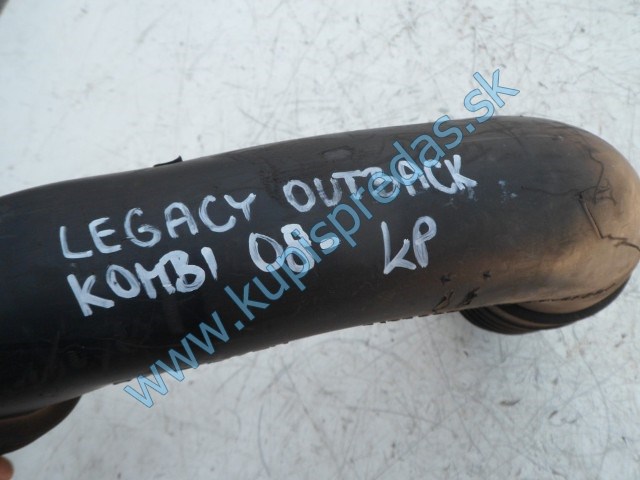 LEGACY OUTBACK
KOMBI 08- LP
www.kupispredas.sk